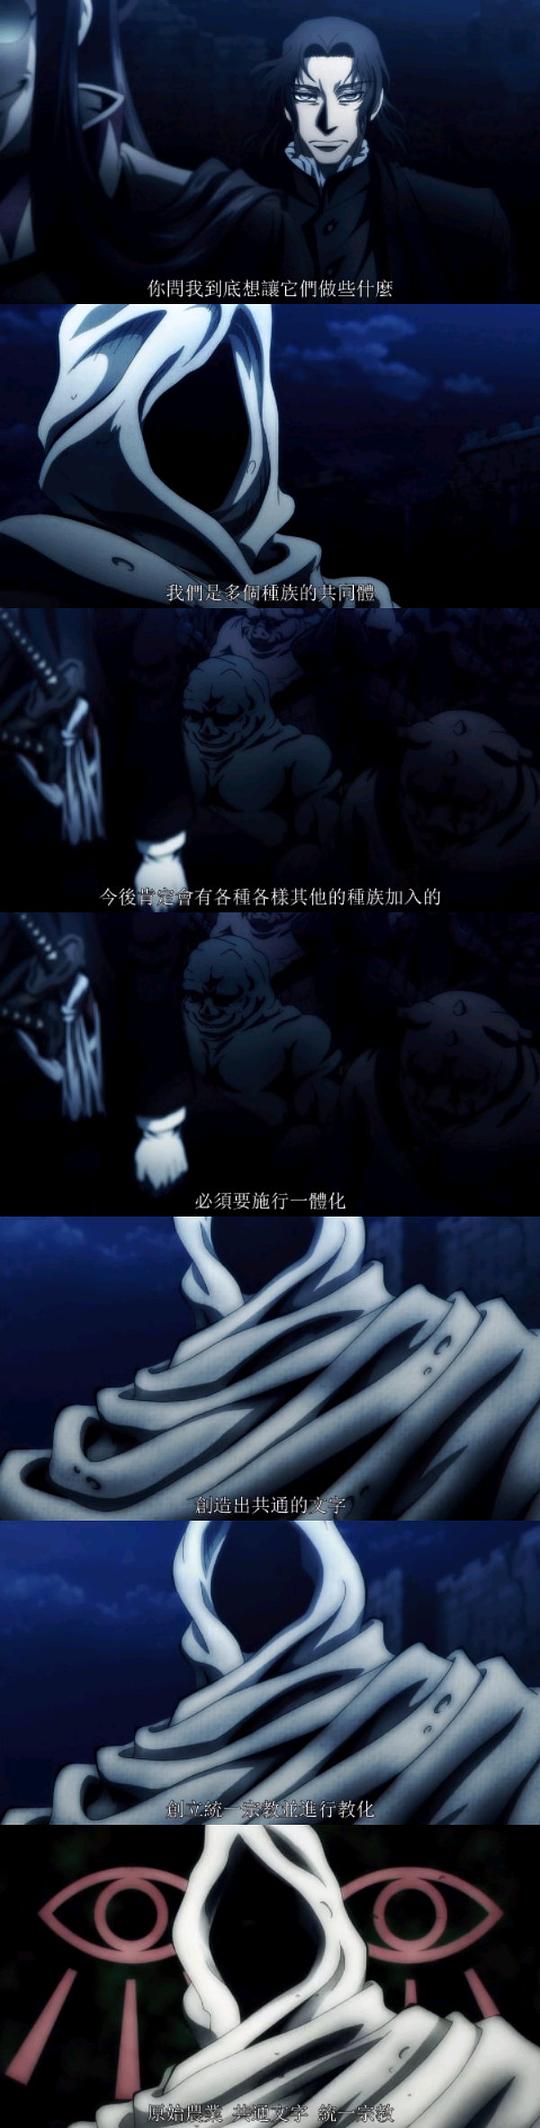 你問我到底想讓它們做些什麼
我們是多個種族的共同體
今後肯定會有各種各樣其他的種族加入的
必須要施行一體化
創造出共通的文字
創立統一宗教並進行教化
原始農業 共通文字 統一宗教